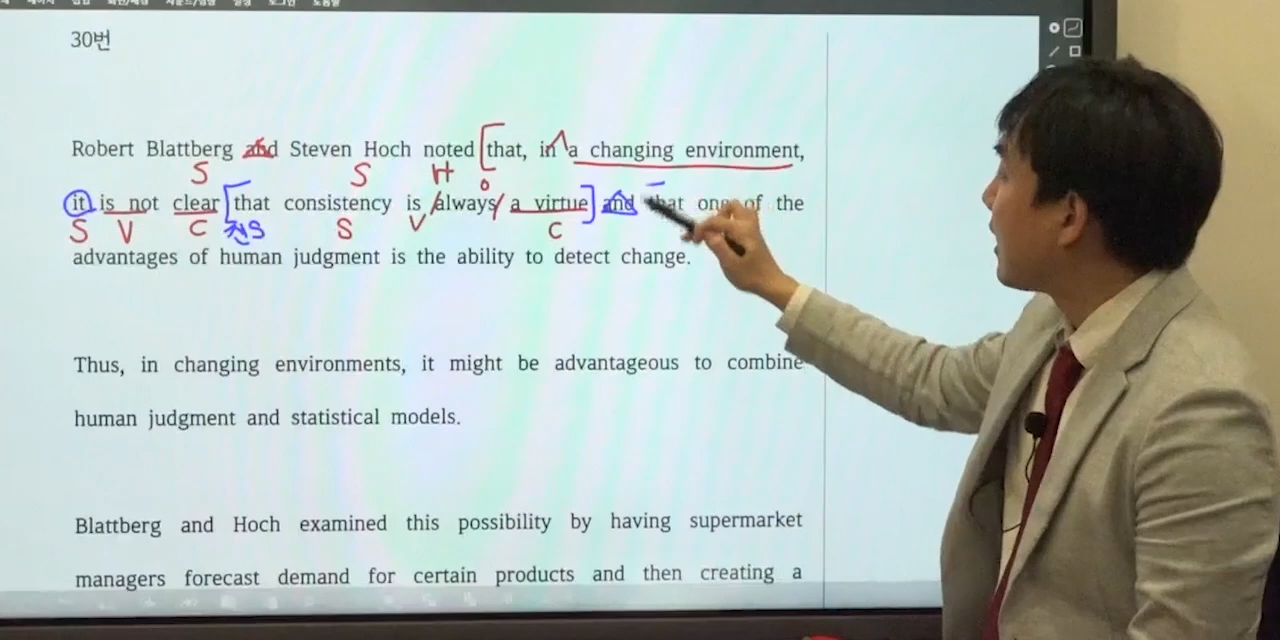 30번
Robert Blattberg and Steven Hoch noted [that, in a changing environment,
S S H O
it is not clear [that consistency is always a virtue] and that one of the
S V C 진S S V C
advantages of human judgment is the ability to detect change.
Thus, in changing environments, it might be advantageous to combine
human judgment and statistical models.
Blattberg and Hoch examined this possibility by having supermarket
managers forecast demand for certain products and then creating a